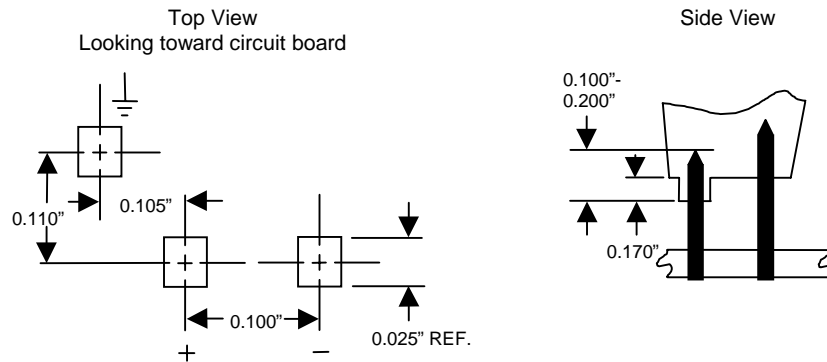 Top View
Looking toward circuit board
Side View
0.100”-
0.200”
0.110”
0.105”
0.170”
0.100”
0.025” REF.
+
−